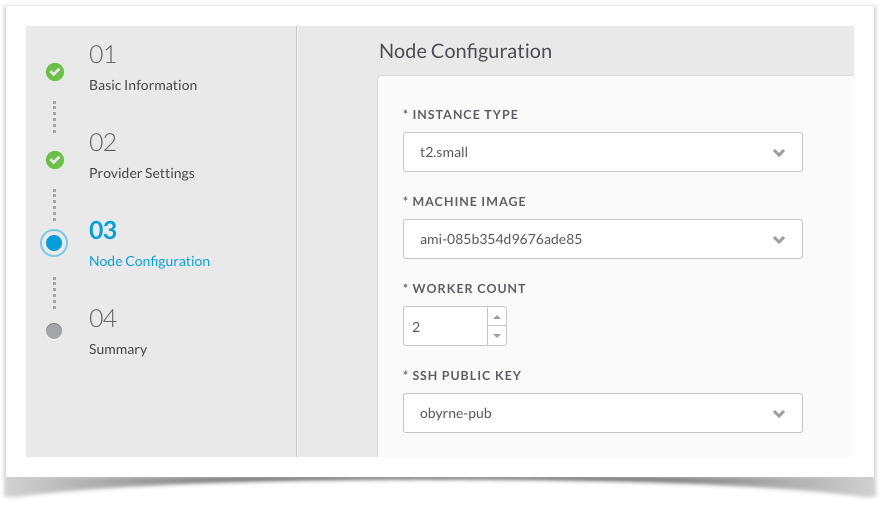 01
Basic Information
02
Provider Settings
03
Node Configuration
04
Summary
Node Configuration
* INSTANCE TYPE
t2.small
* MACHINE IMAGE
ami-085b354d9676ade85
* WORKER COUNT
2
* SSH PUBLIC KEY
obyrne-pub